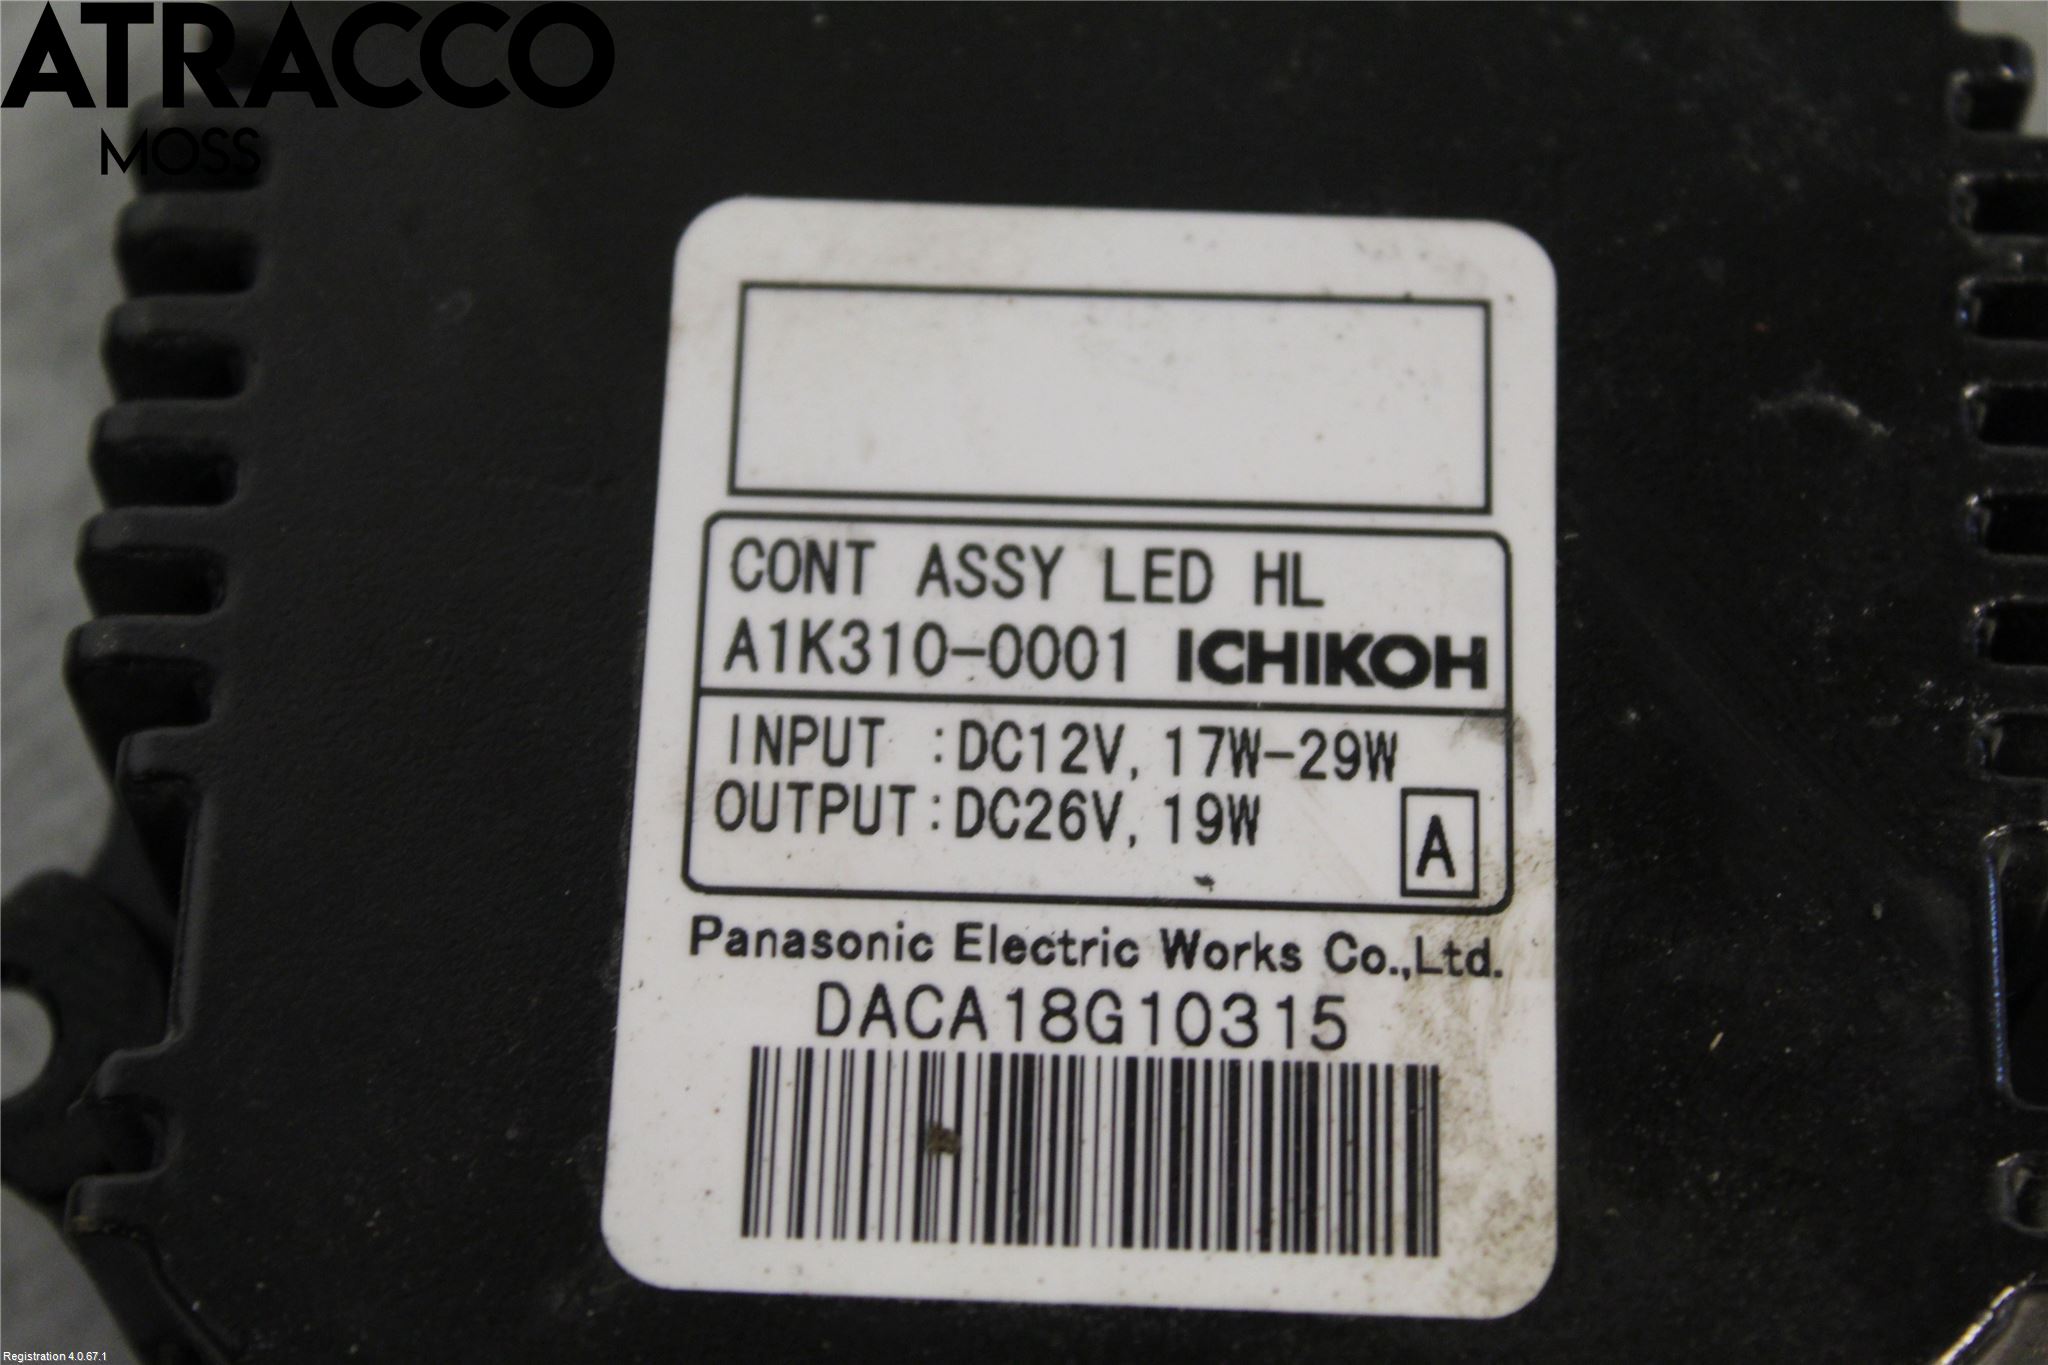 ATRACCO
MOSS
CONT ASSY LED HL
A1K310-0001 ICHIKOH
INPUT :DC12V, 17W-29W
OUTPUT:DC26V, 19W
A
Panasonic Electric Works Co.,Ltd.
DACA18G10315
Registration 4.0.67.1